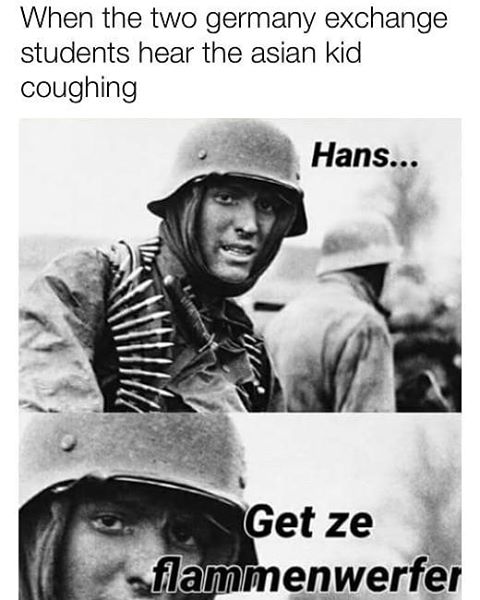 When the two germany exchange
students hear the asian kid
coughing
Hans...
Get ze
flammenwerfer